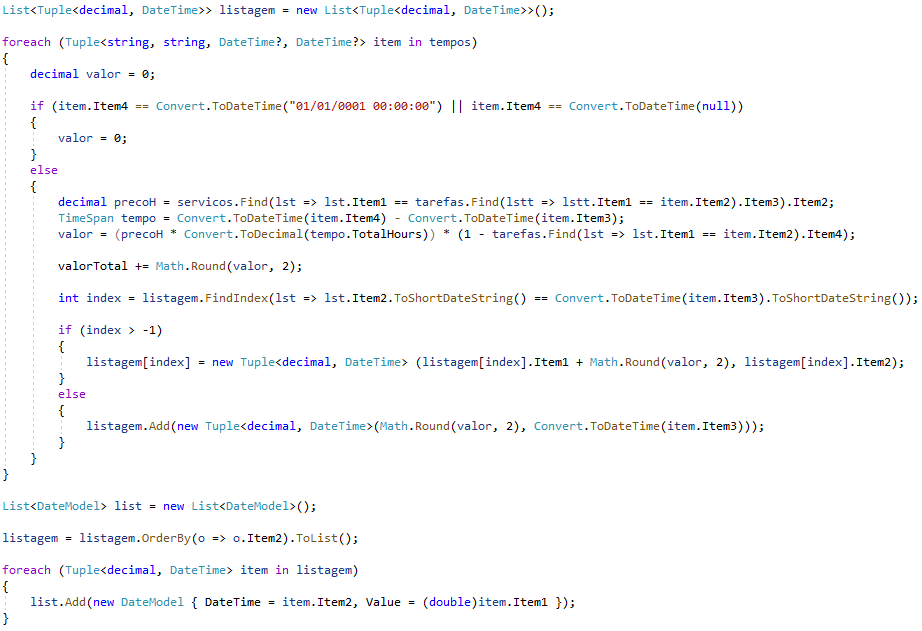 List<Tuple<decimal, DateTime>> listagem = new List<Tuple<decimal, DateTime>>();
foreach (Tuple<string, string, DateTime?, DateTime?> item in tempos)
{
decimal valor = 0;
if (item.Item4 == Convert.ToDateTime("01/01/0001 00:00:00") || item.Item4 == Convert.ToDateTime(null))
{
valor = 0;
}
else
{
decimal precoH = servicos.Find(lst => lst.Item1 == tarefas.Find(lstt => lstt.Item1 == item.Item2).Item3).Item2;
TimeSpan tempo = Convert.ToDateTime(item.Item4) - Convert.ToDateTime(item.Item3);
valor = (precoH * Convert.ToDecimal(tempo.TotalHours)) * (1 - tarefas.Find(lst => lst.Item1 == item.Item2).Item4);
valorTotal += Math.Round(valor, 2);
int index = listagem.FindIndex(lst => lst.Item2.ToShortDateString() == Convert.ToDateTime(item.Item3).ToShortDateString());
if (index > -1)
{
listagem[index] = new Tuple<decimal, DateTime> (listagem[index].Item1 + Math.Round(valor, 2), listagem[index].Item2);
}
else
{
listagem.Add(new Tuple<decimal, DateTime>(Math.Round(valor, 2), Convert.ToDateTime(item.Item3)));
}
}
}
List<DateModel> list = new List<DateModel>();
listagem = listagem.OrderBy(o => o.Item2).ToList();
foreach (Tuple<decimal, DateTime> item in listagem)
{
list.Add(new DateModel { DateTime = item.Item2, Value = (double)item.Item1 });
}